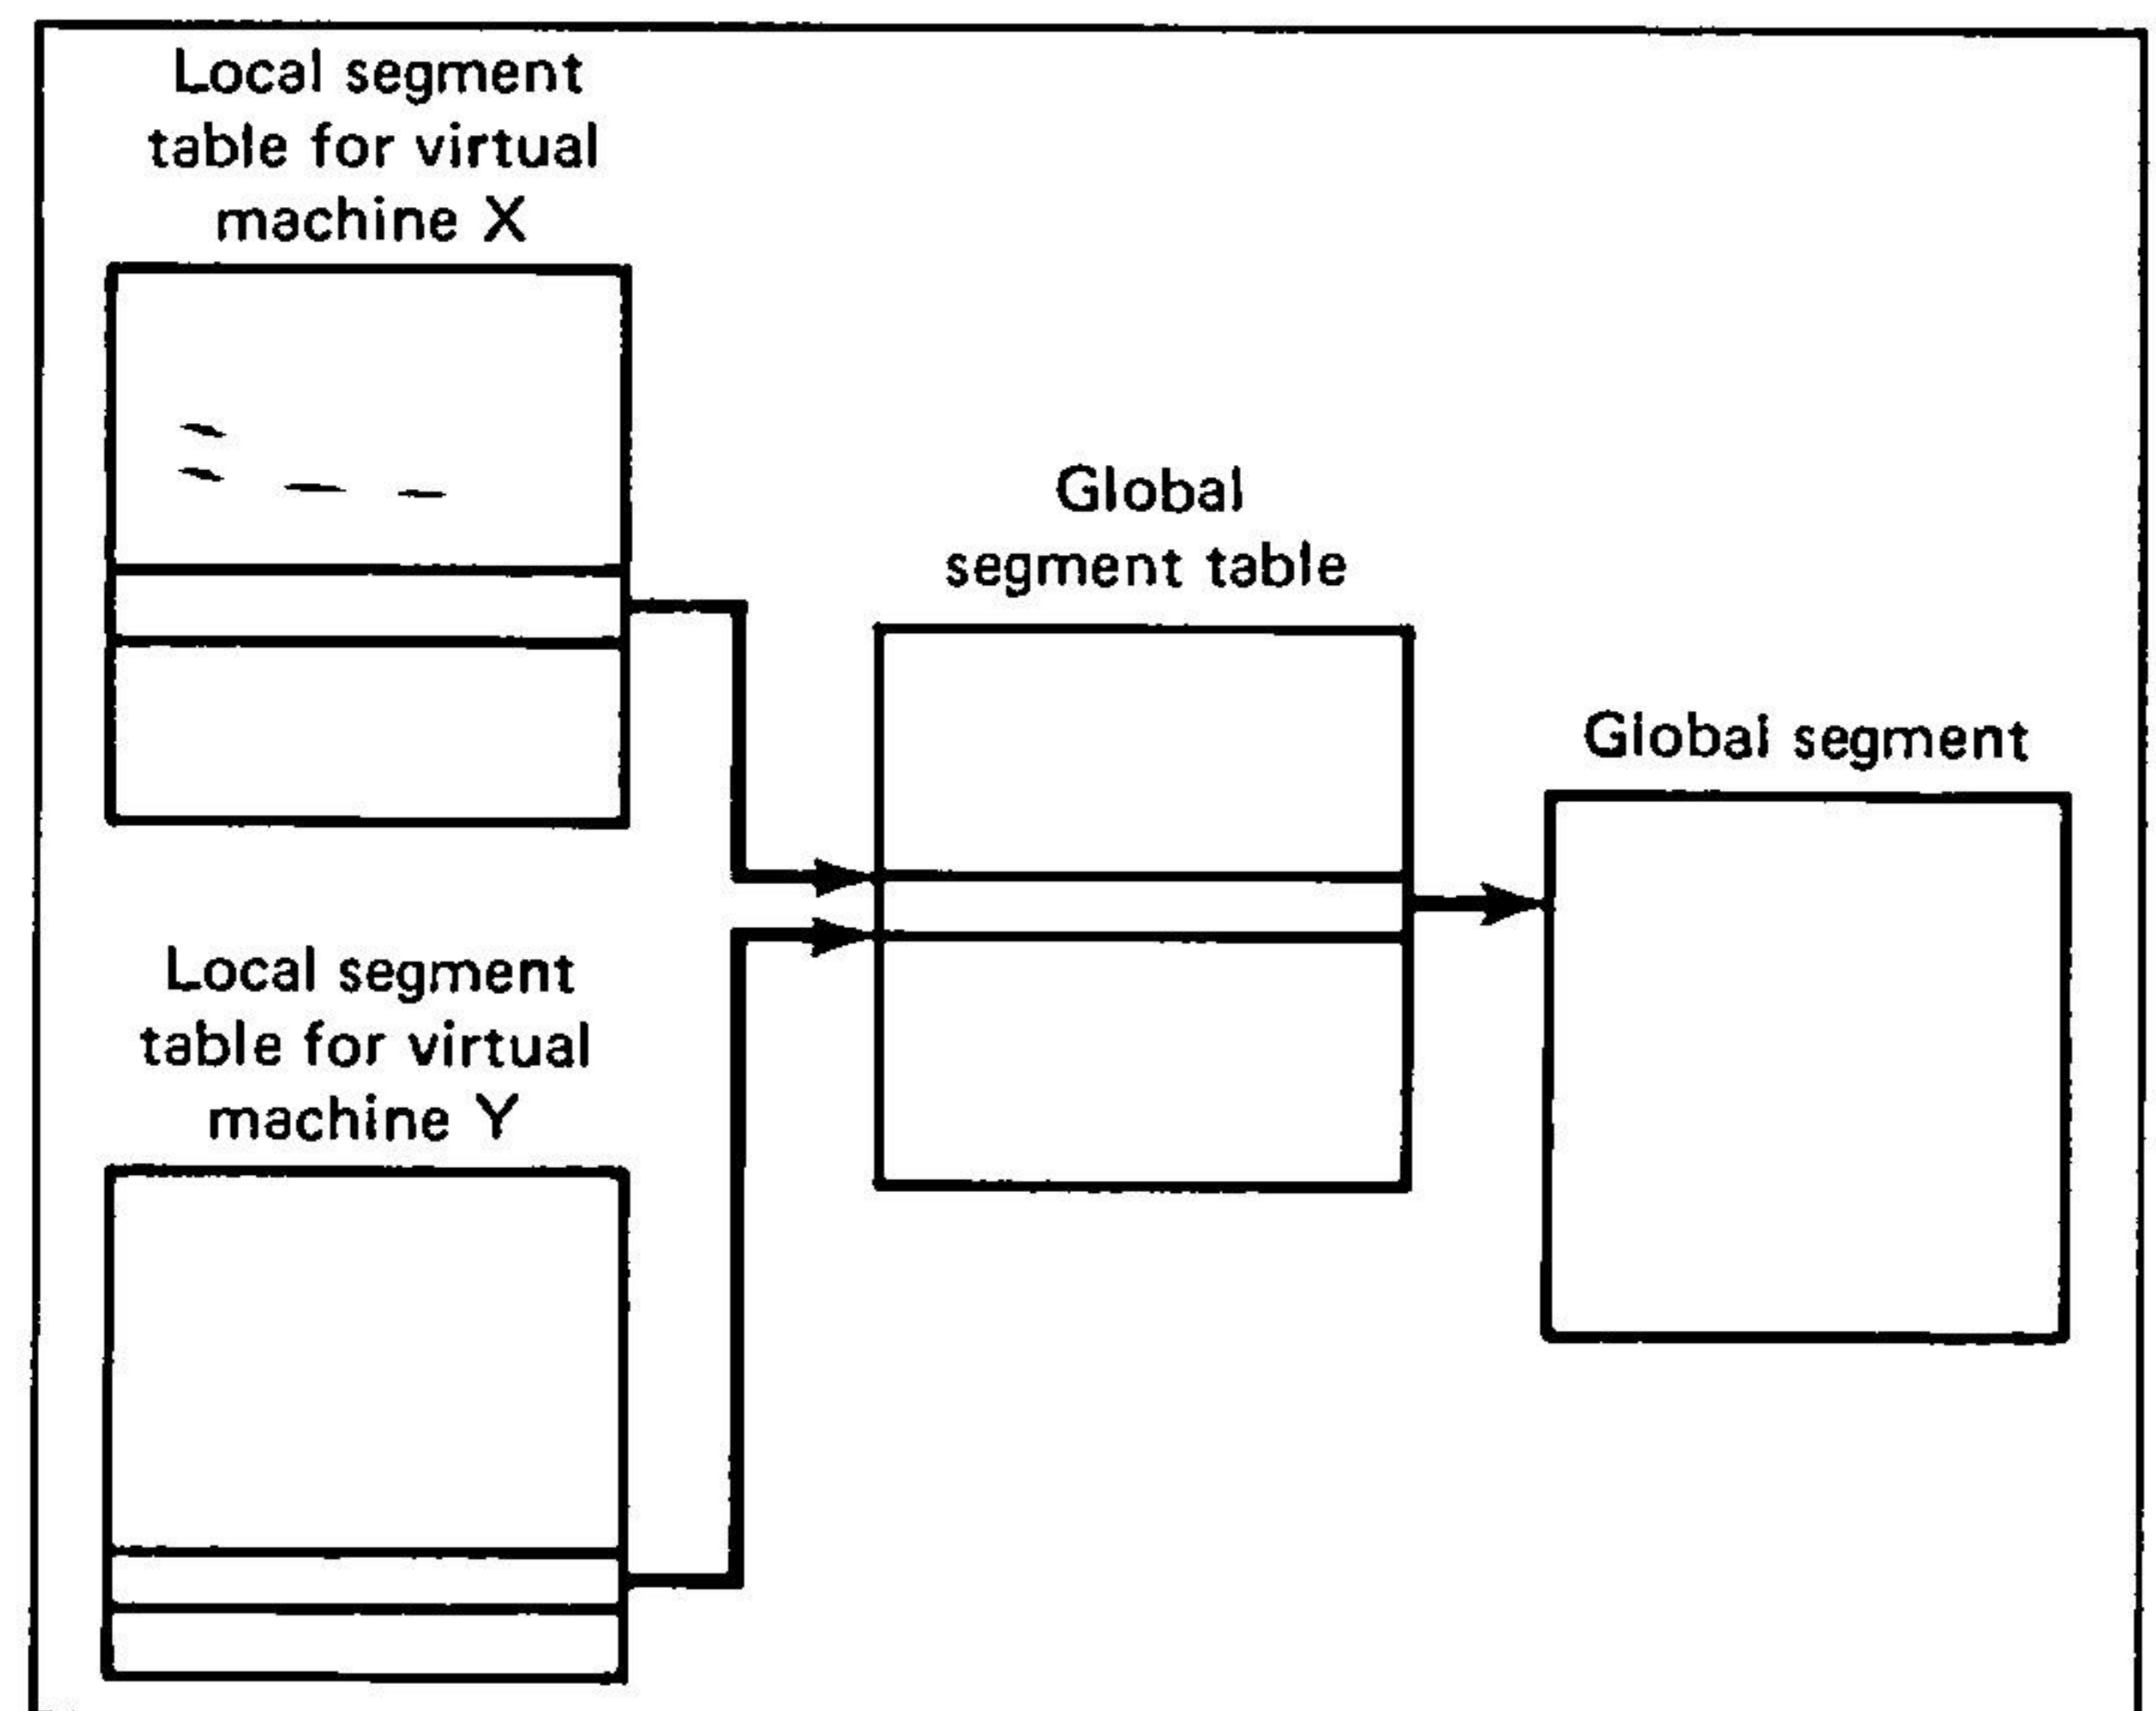 Local segment
table for virtual
machine X
Global
segment table
Global segment
Local segment
table for virtual
machine Y